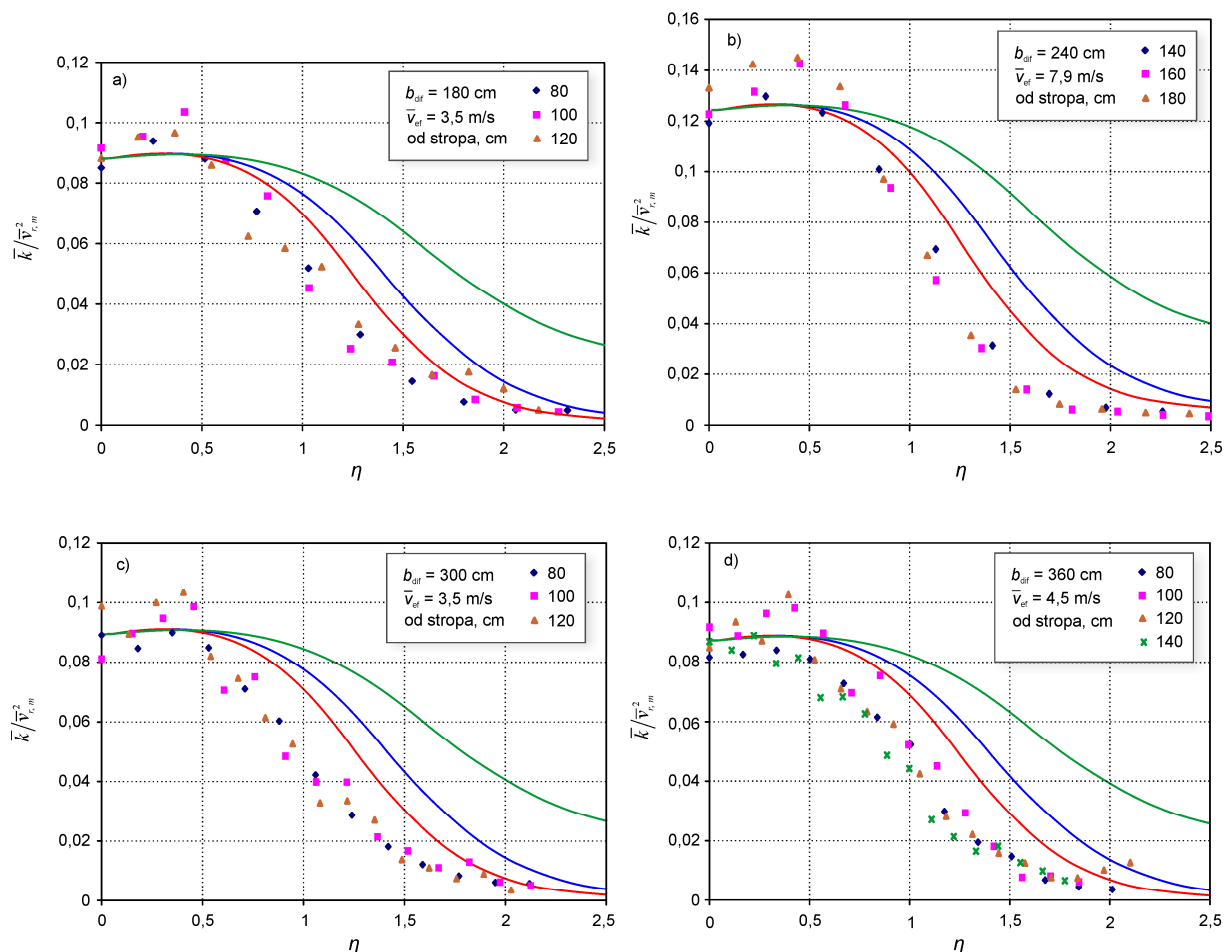 a)
b_dif = 180 cm
v̅_ef = 3,5 m/s
od stropa, cm
80
100
120
0,12
0,1
0,08
0,06
0,04
0,02
0
k̅/v̅²_r,m
0 0,5 1 1,5 2 2,5
η
b)
b_dif = 240 cm
v̅_ef = 7,9 m/s
od stropa, cm
140
160
180
0,16
0,14
0,12
0,1
0,08
0,06
0,04
0,02
0
k̅/v̅²_r,m
0 0,5 1 1,5 2 2,5
η
c)
b_dif = 300 cm
v̅_ef = 3,5 m/s
od stropa, cm
80
100
120
0,12
0,1
0,08
0,06
0,04
0,02
0
k̅/v̅²_r,m
0 0,5 1 1,5 2 2,5
η
d)
b_dif = 360 cm
v̅_ef = 4,5 m/s
od stropa, cm
80
100
120
140
0,12
0,1
0,08
0,06
0,04
0,02
0
k̅/v̅²_r,m
0 0,5 1 1,5 2 2,5
η